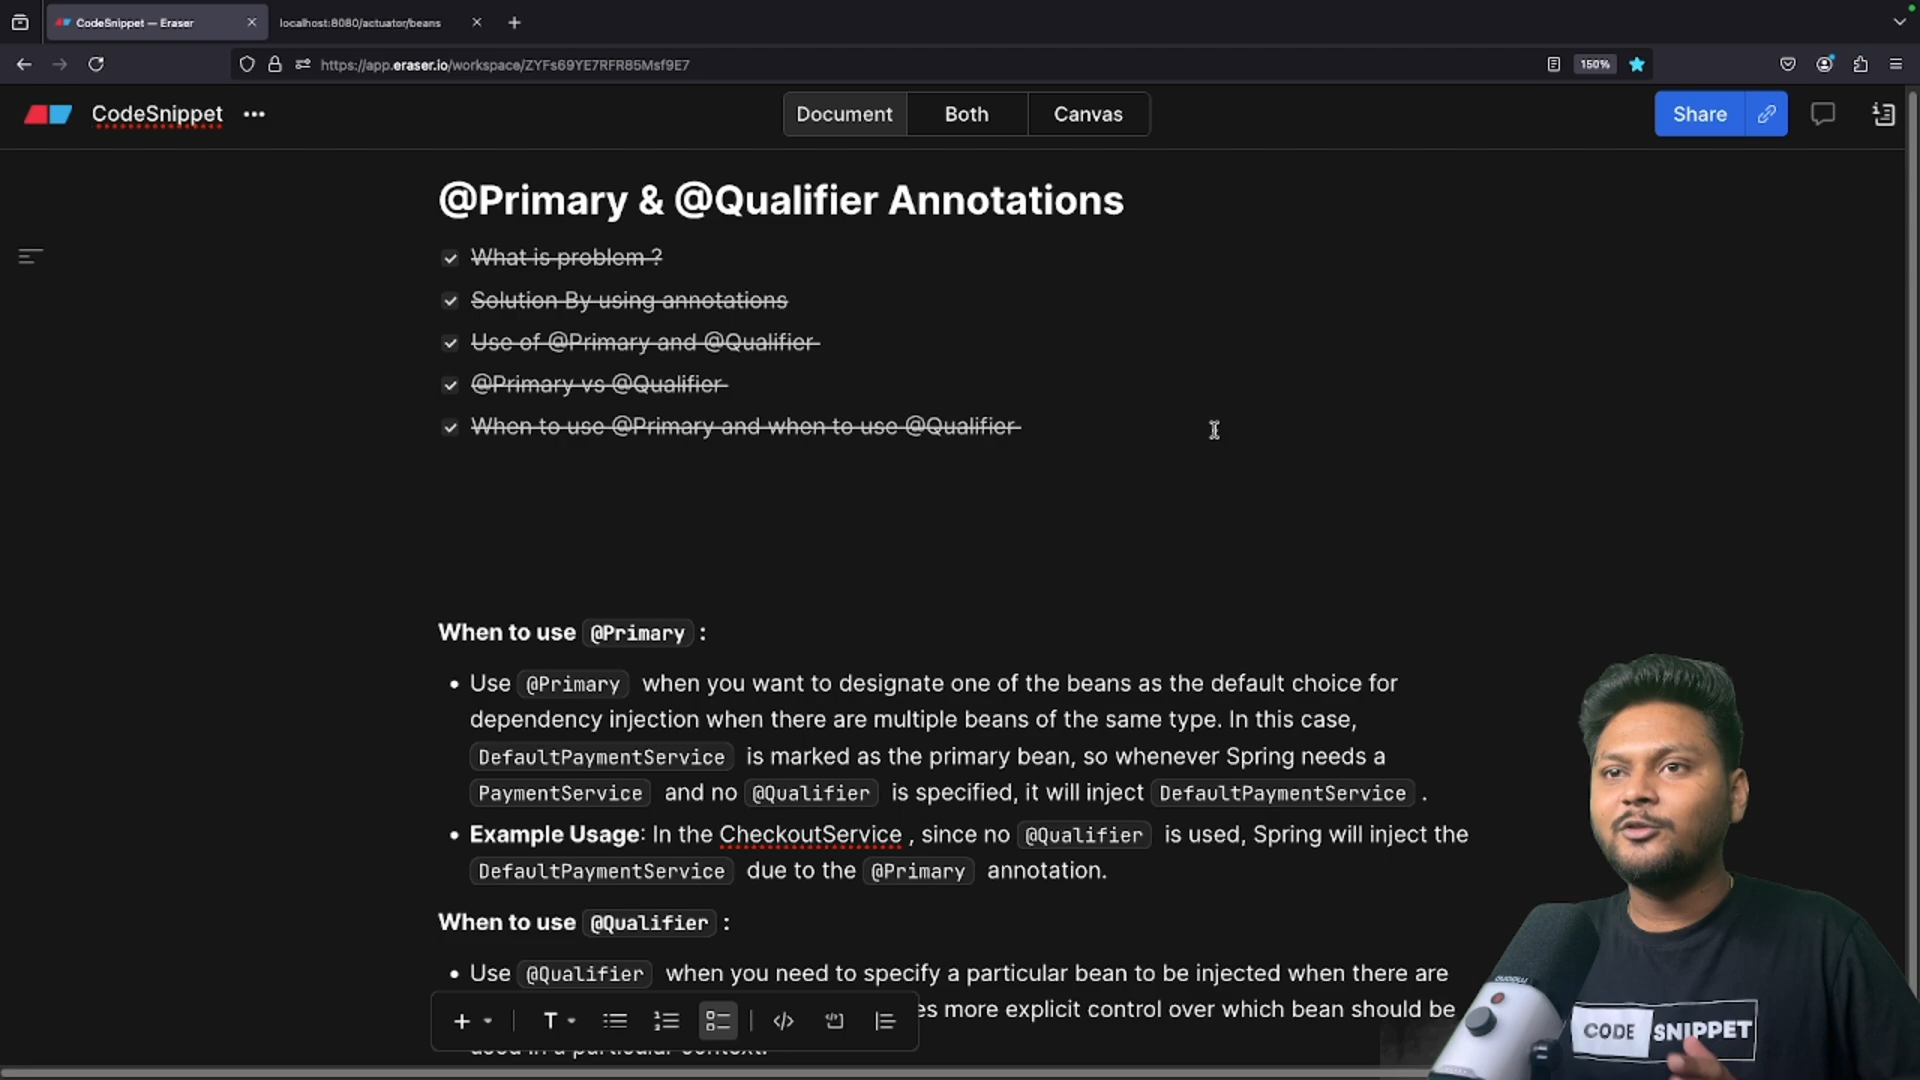 CodeSnippet — Eraser
localhost:8080/actuator/beans
https://app.eraser.io/workspace/ZYFs69YE7RFR85Msf9E7
150%
CodeSnippet
Document
Both
Canvas
Share
@Primary & @Qualifier Annotations
What is problem ?
Solution By using annotations
Use of @Primary and @Qualifier
@Primary vs @Qualifier
When to use @Primary and when to use @Qualifier
When to use @Primary :
Use @Primary when you want to designate one of the beans as the default choice for
dependency injection when there are multiple beans of the same type. In this case,
DefaultPaymentService is marked as the primary bean, so whenever Spring needs a
PaymentService and no @Qualifier is specified, it will inject DefaultPaymentService .
Example Usage: In the CheckoutService , since no @Qualifier is used, Spring will inject the
DefaultPaymentService due to the @Primary annotation.
When to use @Qualifier :
Use @Qualifier when you need to specify a particular bean to be injected when there are
es more explicit control over which bean should be
used in a particular context.
T
CODE SNIPPET